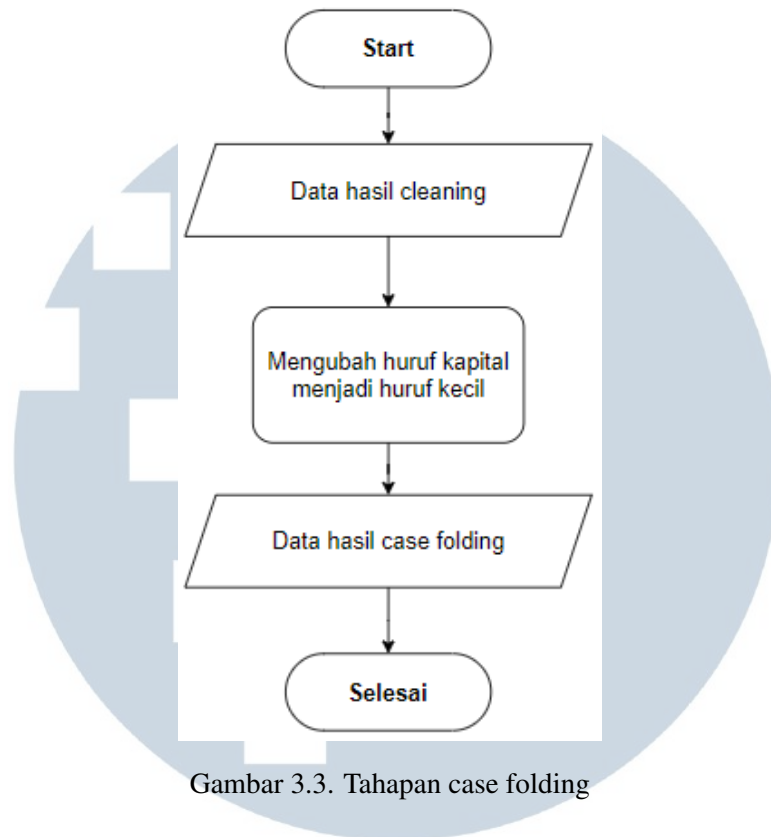 Start
Data hasil cleaning
Mengubah huruf kapital
menjadi huruf kecil
Data hasil case folding
Selesai
Gambar 3.3. Tahapan case folding